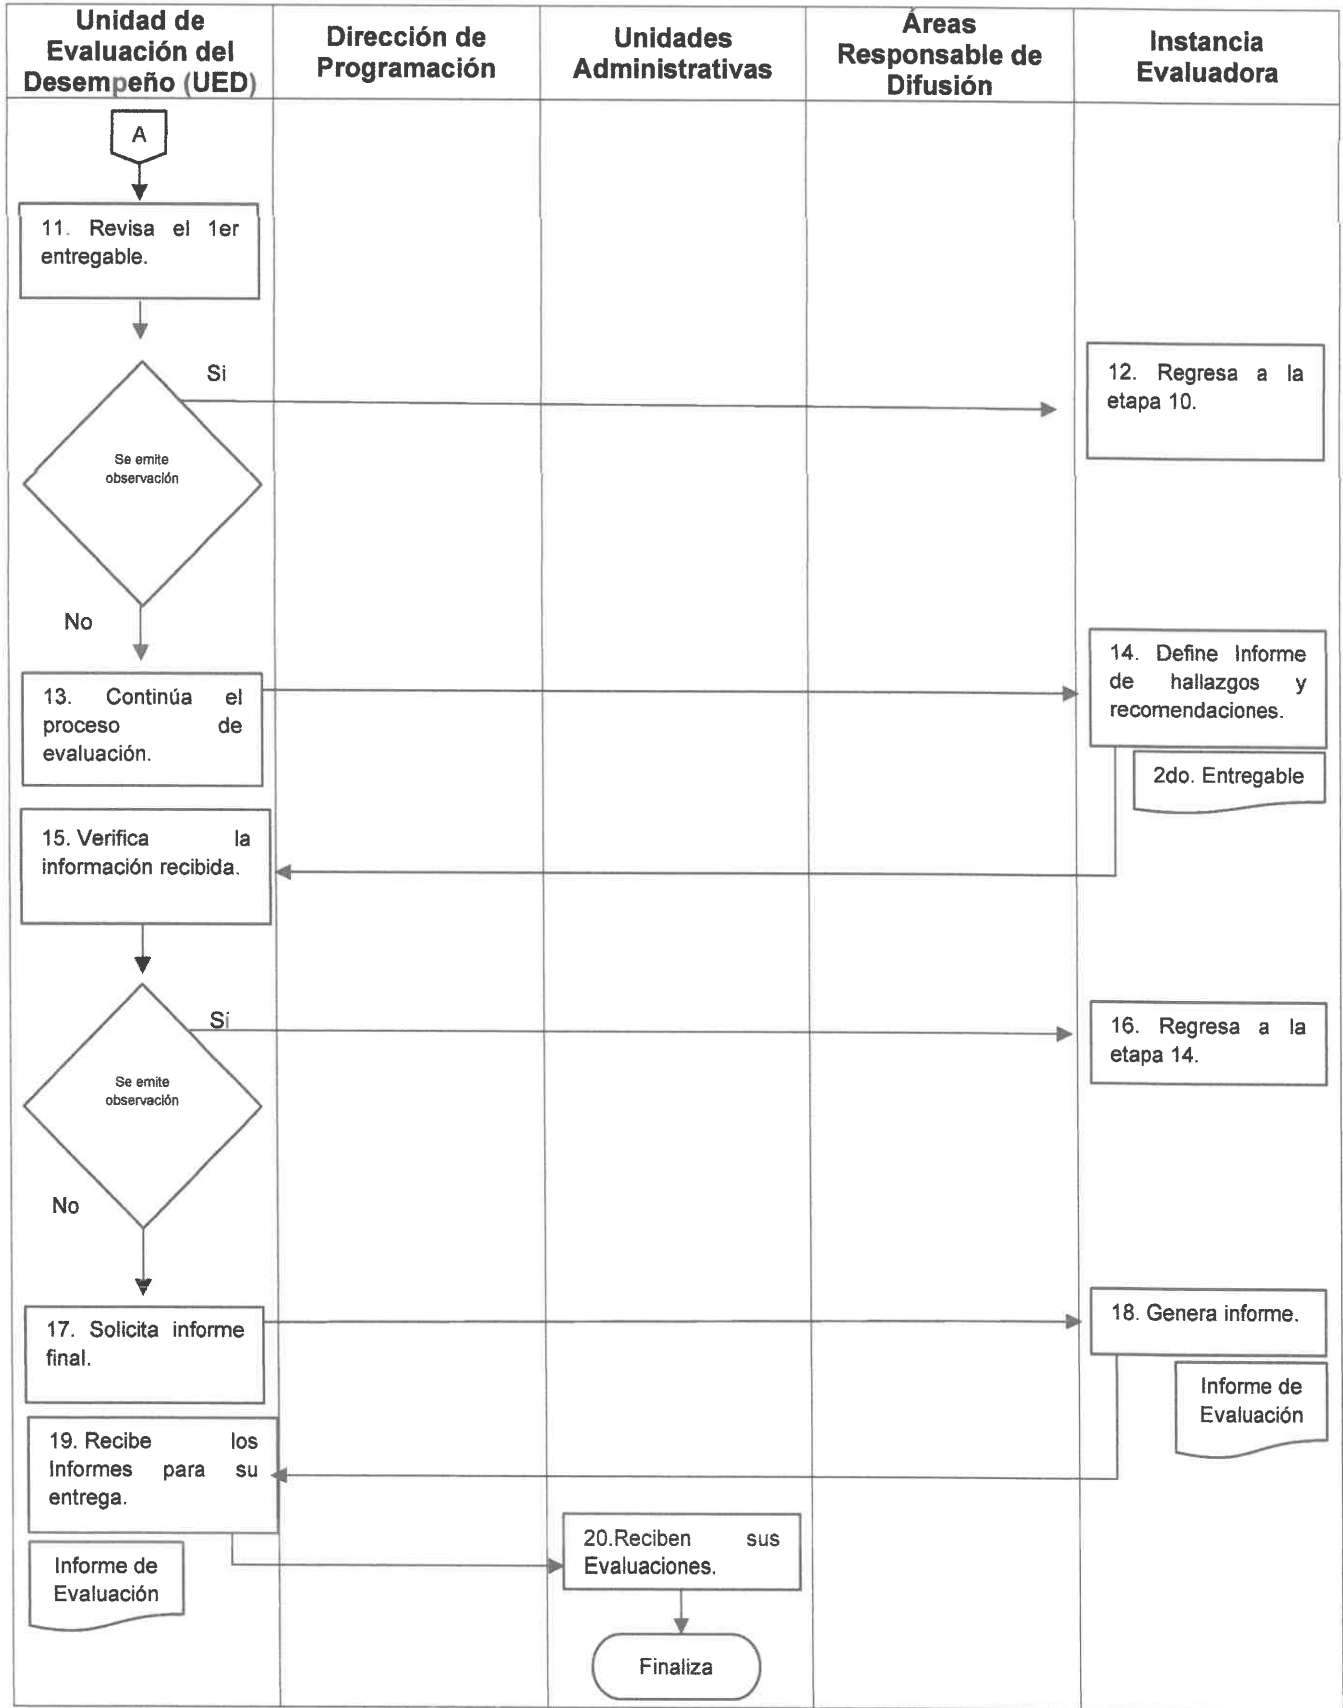 Unidad de
Evaluación del
Desempeño (UED)
Dirección de
Programación
Unidades
Administrativas
Áreas
Responsable de
Difusión
Instancia
Evaluadora
A
11. Revisa el 1er
entregable.
Si
12. Regresa a la
etapa 10.
Se emite
observación
No
13. Continúa el
proceso de
evaluación.
14. Define Informe
de hallazgos y
recomendaciones.
2do. Entregable
15. Verifica la
información recibida.
Si
16. Regresa a la
etapa 14.
Se emite
observación
No
17. Solicita informe
final.
18. Genera informe.
Informe de
Evaluación
19. Recibe los
Informes para su
entrega.
Informe de
Evaluación
20.Reciben sus
Evaluaciones.
Finaliza